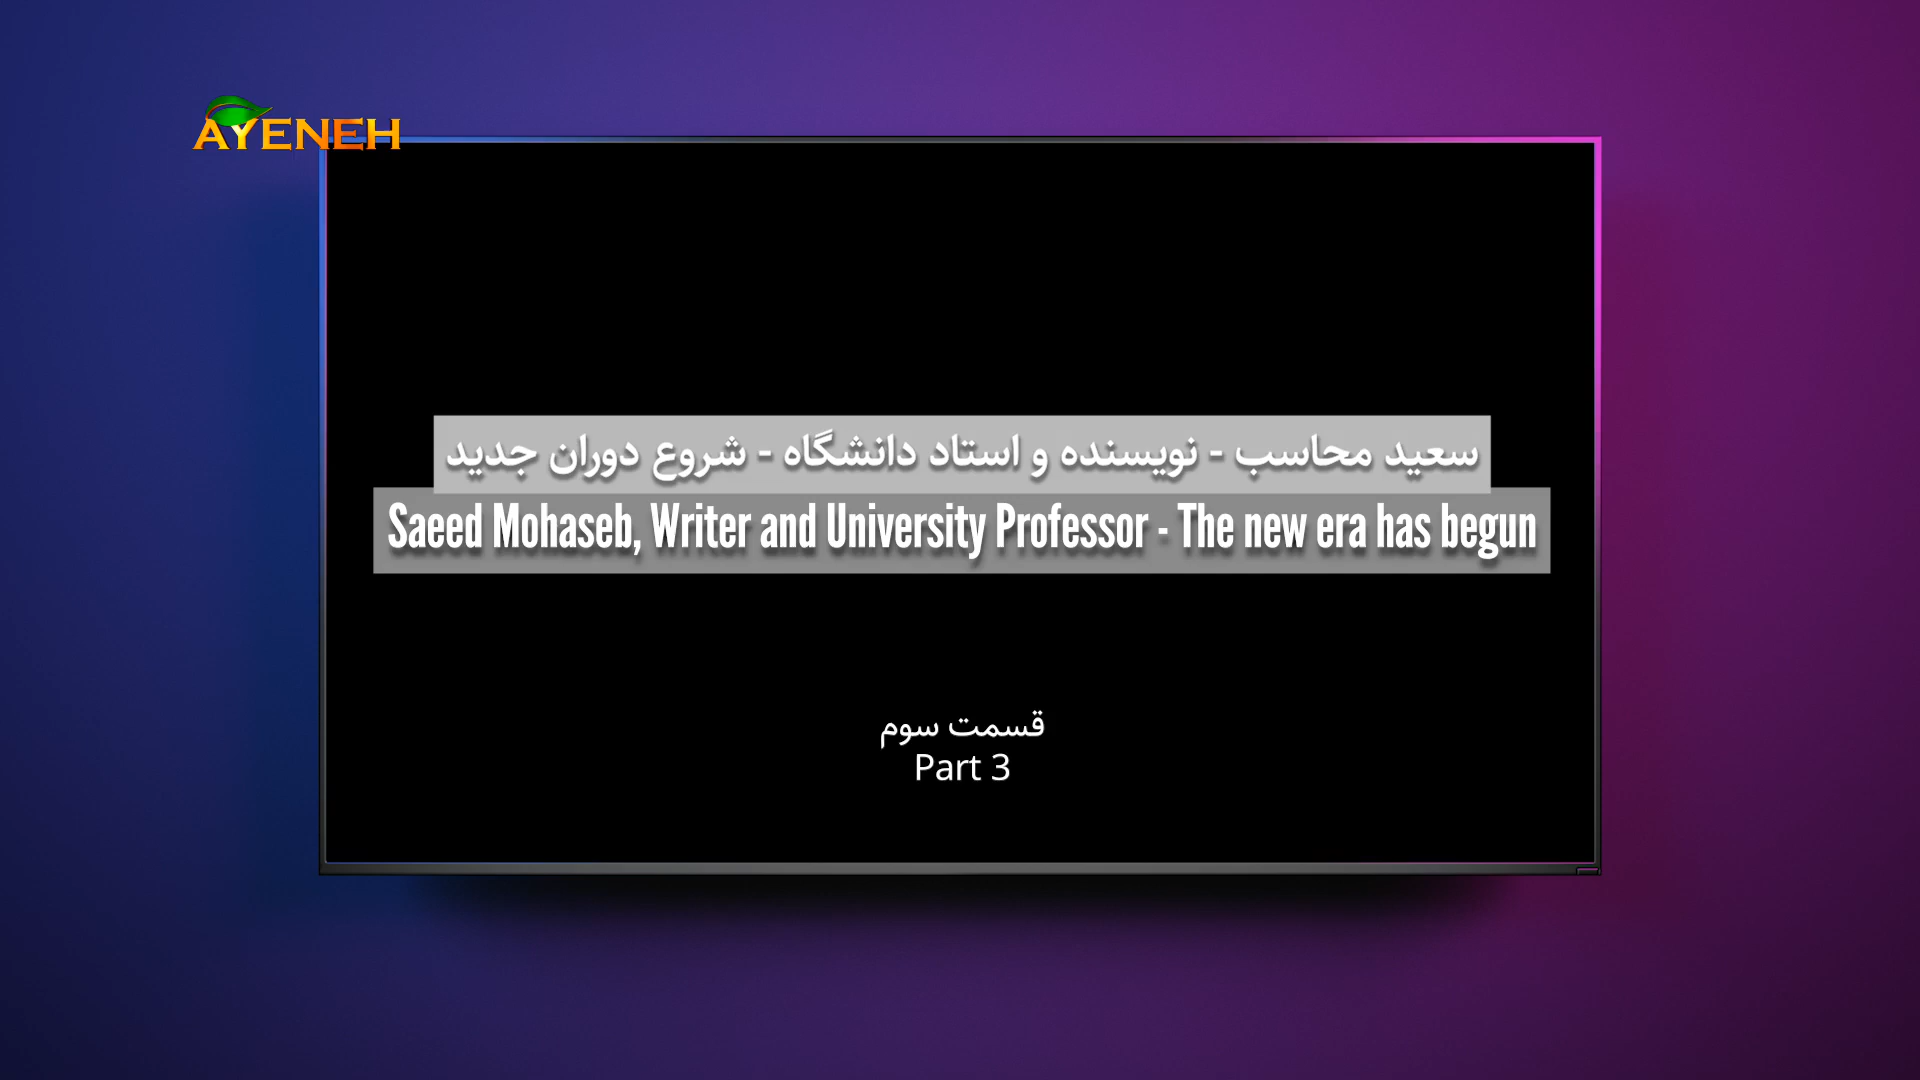 AYENEH
سعید محاسب - نویسنده و استاد دانشگاه - شروع دوران جدید
Saeed Mohaseb, Writer and University Professor - The new era has begun
قسمت سوم
Part 3